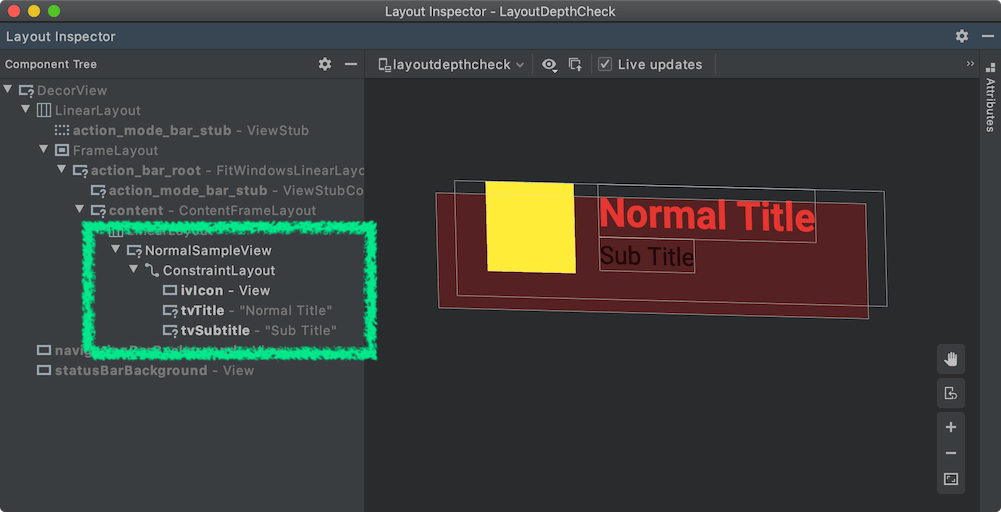 Layout Inspector - LayoutDepthCheck
Layout Inspector
Component Tree
layoutdepthcheck
Live updates
Attributes
DecorView
LinearLayout
action_mode_bar_stub - ViewStub
FrameLayout
action_bar_root - FitWindowsLinearLayo
action_mode_bar_stub - ViewStubCo
content - ContentFrameLayout
LinearLayout
NormalSampleView
ConstraintLayout
ivIcon - View
tvTitle - "Normal Title"
tvSubtitle - "Sub Title"
statusBarBackground - View
Normal Title
Sub Title